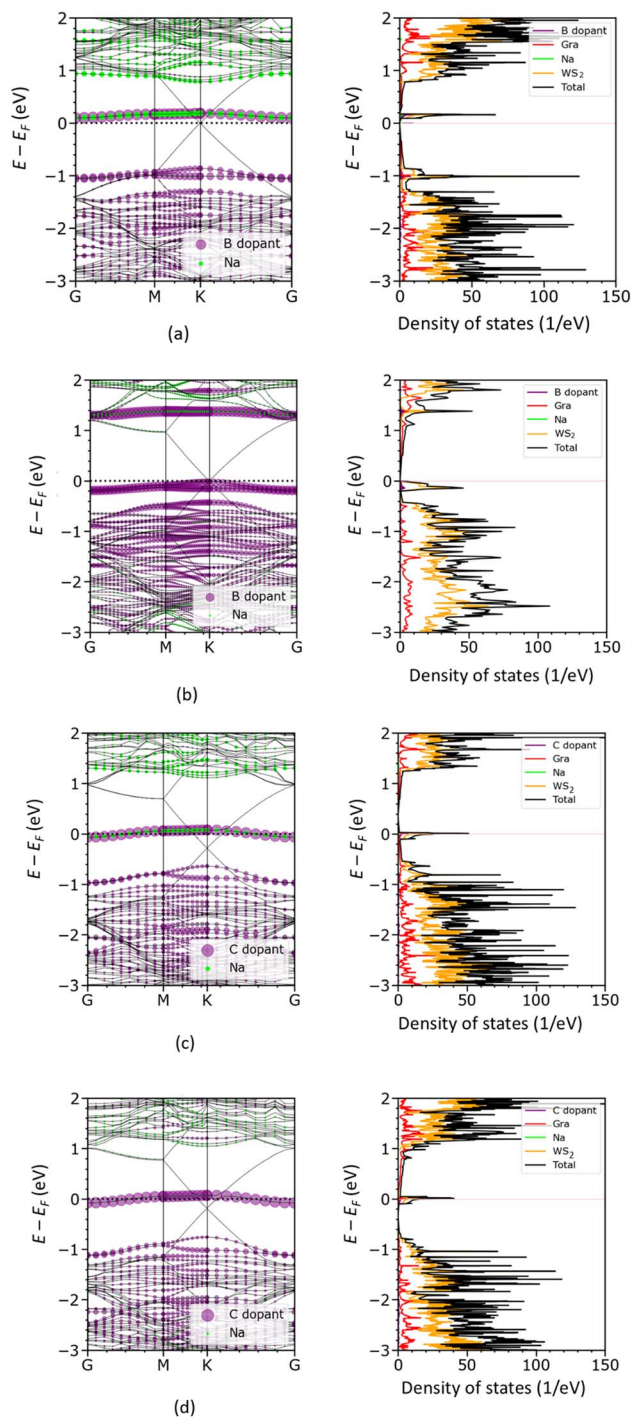 2
1
0
−1
−2
−3
E − E_F (eV)
G M K G
B dopant
Na
B dopant
Gra
Na
WS₂
Total
2
1
0
−1
−2
−3
0 50 100 150
Density of states (1/eV)
(a)
2
1
0
−1
−2
−3
E − E_F (eV)
G M K G
B dopant
Na
B dopant
Gra
Na
WS₂
Total
2
1
0
−1
−2
−3
0 50 100 150
Density of states (1/eV)
(b)
2
1
0
−1
−2
−3
E − E_F (eV)
G M K G
C dopant
Na
C dopant
Gra
Na
WS₂
Total
2
1
0
−1
−2
−3
0 50 100 150
Density of states (1/eV)
(c)
2
1
0
−1
−2
−3
E − E_F (eV)
G M K G
C dopant
Na
C dopant
Gra
Na
WS₂
Total
2
1
0
−1
−2
−3
0 50 100 150
Density of states (1/eV)
(d)
E − E_F (eV)
E − E_F (eV)
E − E_F (eV)
E − E_F (eV)